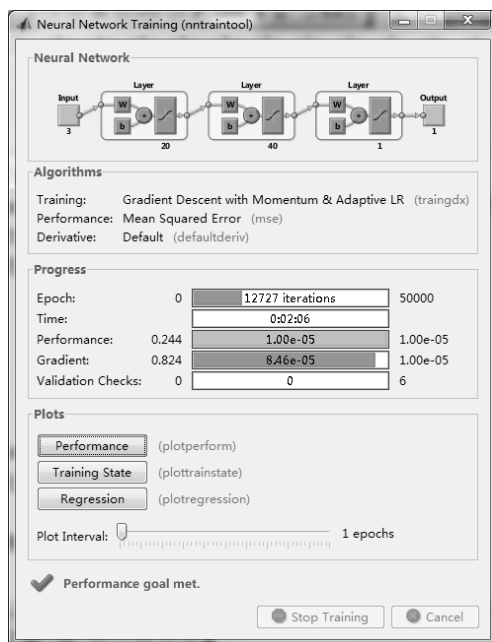 Neural Network Training (nntraintool)
Neural Network
Layer Layer Layer
Input Output
W W W
b b b
3 1
20 40 1
Algorithms
Training: Gradient Descent with Momentum & Adaptive LR (traingdx)
Performance: Mean Squared Error (mse)
Derivative: Default (defaultderiv)
Progress
Epoch: 0 12727 iterations 50000
Time: 0:02:06
Performance: 0.244 1.00e-05 1.00e-05
Gradient: 0.824 8.46e-05 1.00e-05
Validation Checks: 0 0 6
Plots
Performance (plotperform)
Training State (plottrainstate)
Regression (plotregression)
Plot Interval: 1 epochs
Performance goal met.
Stop Training Cancel